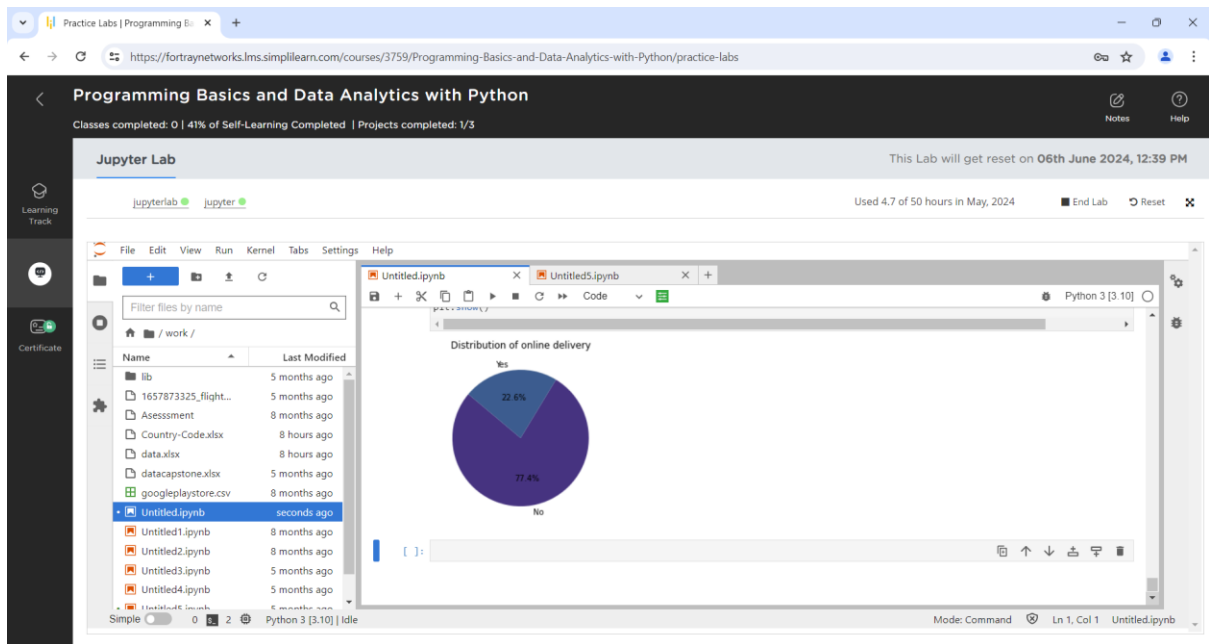 Practice Labs | Programming Ba
https://fortraynetworks.lms.simplilearn.com/courses/3759/Programming-Basics-and-Data-Analytics-with-Python/practice-labs
Programming Basics and Data Analytics with Python
Classes completed: 0 | 41% of Self-Learning Completed | Projects completed: 1/3
Notes
Help
Learning
Track
Certificate
Jupyter Lab
This Lab will get reset on 06th June 2024, 12:39 PM
jupyterlab jupyter
Used 4.7 of 50 hours in May, 2024
End Lab
Reset
File Edit View Run Kernel Tabs Settings Help
Filter files by name
/ work /
Name Last Modified
lib 5 months ago
1657873325_flight... 5 months ago
Asesssment 8 months ago
Country-Code.xlsx 8 hours ago
data.xlsx 8 hours ago
datacapstone.xlsx 5 months ago
googleplaystore.csv 8 months ago
Untitled.ipynb seconds ago
Untitled1.ipynb 8 months ago
Untitled2.ipynb 8 months ago
Untitled3.ipynb 8 months ago
Untitled4.ipynb 5 months ago
Untitled5.ipynb 5 months ago
Untitled.ipynb Untitled5.ipynb
Code Python 3 [3.10]
plt.show()
Distribution of online delivery
Yes
22.6%
77.4%
No
[ ]:
Simple 0 2 Python 3 [3.10] | Idle Mode: Command Ln 1, Col 1 Untitled.ipynb